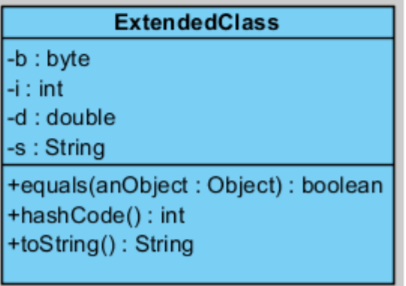 ExtendedClass
-b : byte
-i : int
-d : double
-s : String
+equals(anObject : Object) : boolean
+hashCode() : int
+toString() : String